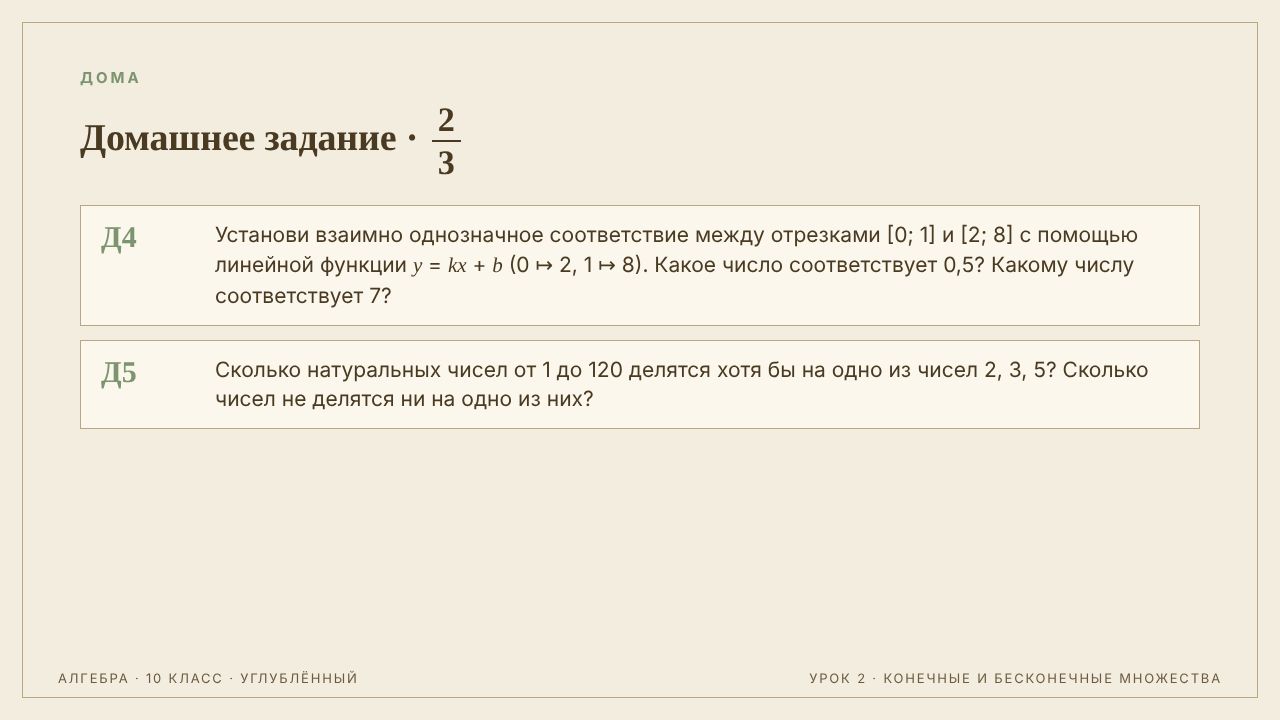 ДОМА
Домашнее задание · 2/3
Д4
Установи взаимно однозначное соответствие между отрезками [0; 1] и [2; 8] с помощью
линейной функции y = kx + b (0 ↦ 2, 1 ↦ 8). Какое число соответствует 0,5? Какому числу
соответствует 7?
Д5
Сколько натуральных чисел от 1 до 120 делятся хотя бы на одно из чисел 2, 3, 5? Сколько
чисел не делятся ни на одно из них?
АЛГЕБРА · 10 КЛАСС · УГЛУБЛЁННЫЙ
УРОК 2 · КОНЕЧНЫЕ И БЕСКОНЕЧНЫЕ МНОЖЕСТВА